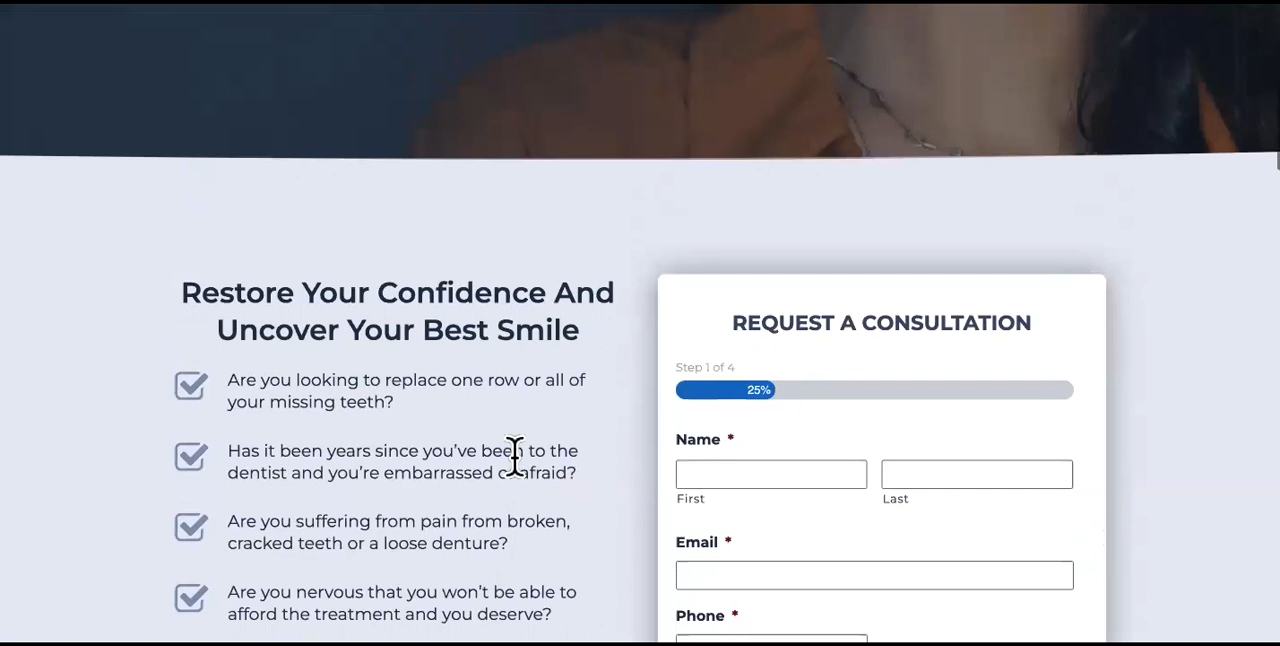 Restore Your Confidence And
Uncover Your Best Smile
Are you looking to replace one row or all of
your missing teeth?
Has it been years since you've been to the
dentist and you're embarrassed or afraid?
Are you suffering from pain from broken,
cracked teeth or a loose denture?
Are you nervous that you won't be able to
afford the treatment and you deserve?
REQUEST A CONSULTATION
Step 1 of 4
25%
Name *
First Last
Email *
Phone *